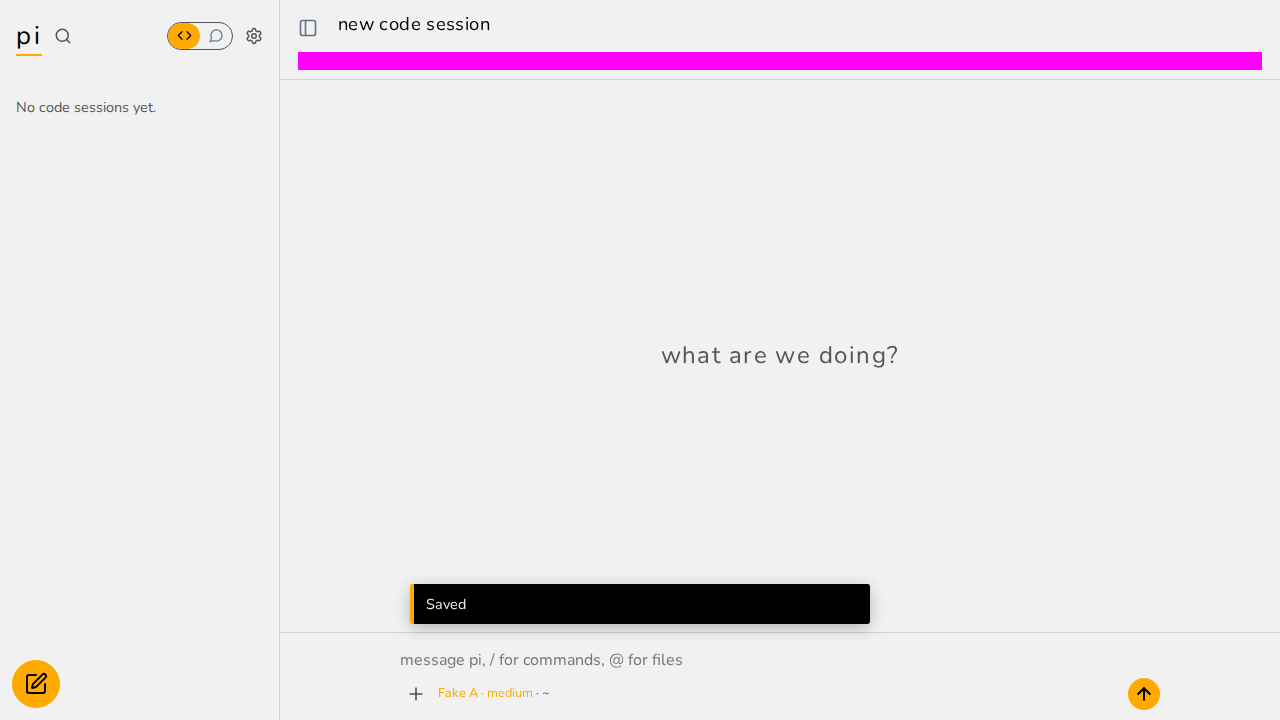 pi
new code session
No code sessions yet.
what are we doing?
Saved
message pi, / for commands, @ for files
Fake A · medium · ~